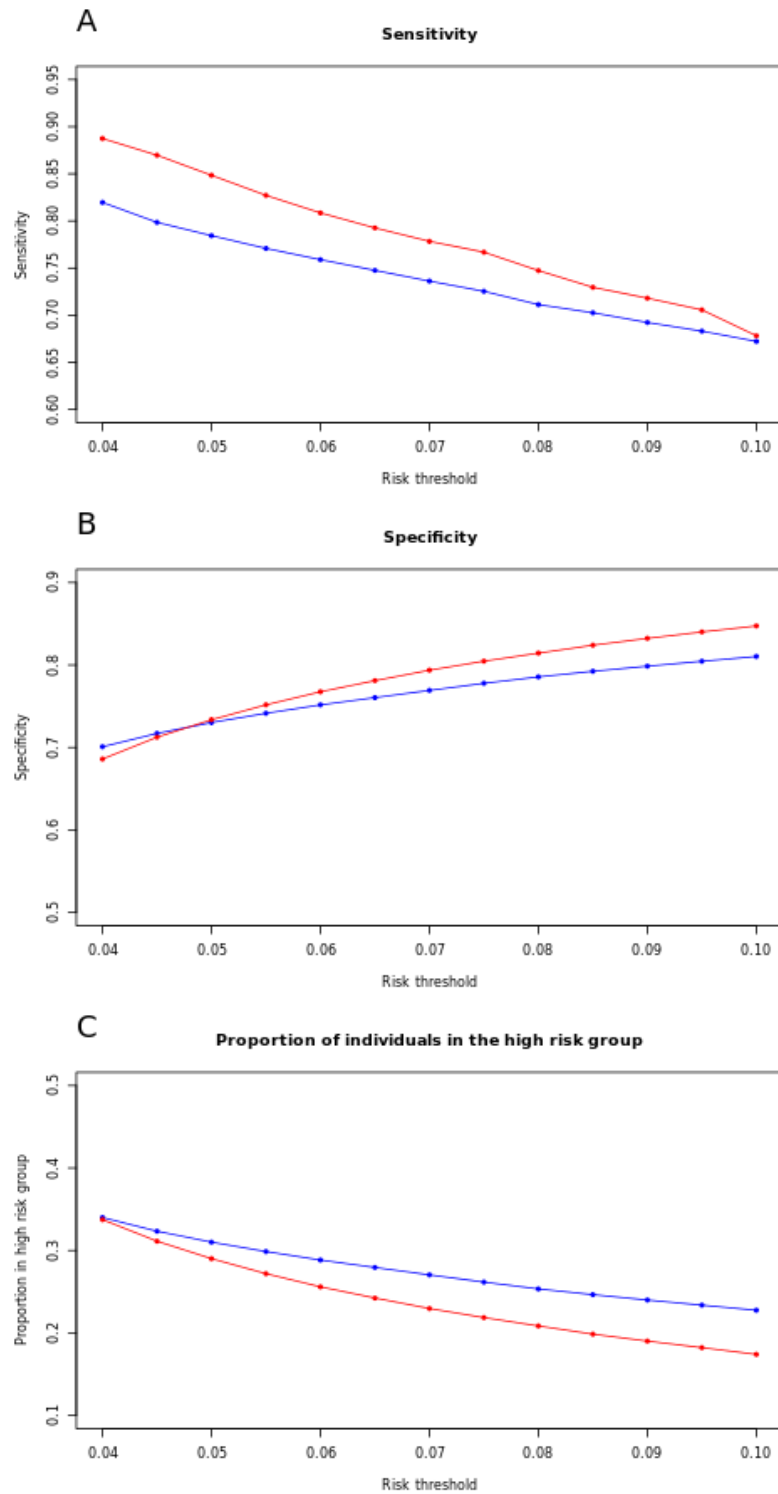 A
Sensitivity
0.95
0.90
0.85
0.80
0.75
0.70
0.65
0.60
Sensitivity
0.04 0.05 0.06 0.07 0.08 0.09 0.10
Risk threshold
B
Specificity
0.9
0.8
0.7
0.6
0.5
Specificity
0.04 0.05 0.06 0.07 0.08 0.09 0.10
Risk threshold
C
Proportion of individuals in the high risk group
0.5
0.4
0.3
0.2
0.1
Proportion in high risk group
0.04 0.05 0.06 0.07 0.08 0.09 0.10
Risk threshold